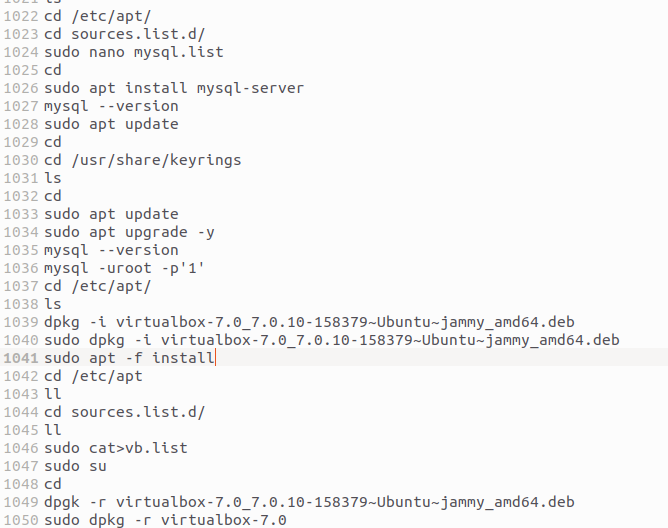 1021 ls
1022 cd /etc/apt/
1023 cd sources.list.d/
1024 sudo nano mysql.list
1025 cd
1026 sudo apt install mysql-server
1027 mysql --version
1028 sudo apt update
1029 cd
1030 cd /usr/share/keyrings
1031 ls
1032 cd
1033 sudo apt update
1034 sudo apt upgrade -y
1035 mysql --version
1036 mysql -uroot -p'1'
1037 cd /etc/apt/
1038 ls
1039 dpkg -i virtualbox-7.0_7.0.10-158379~Ubuntu~jammy_amd64.deb
1040 sudo dpkg -i virtualbox-7.0_7.0.10-158379~Ubuntu~jammy_amd64.deb
1041 sudo apt -f install
1042 cd /etc/apt
1043 ll
1044 cd sources.list.d/
1045 ll
1046 sudo cat>vb.list
1047 sudo su
1048 cd
1049 dpgk -r virtualbox-7.0_7.0.10-158379~Ubuntu~jammy_amd64.deb
1050 sudo dpkg -r virtualbox-7.0